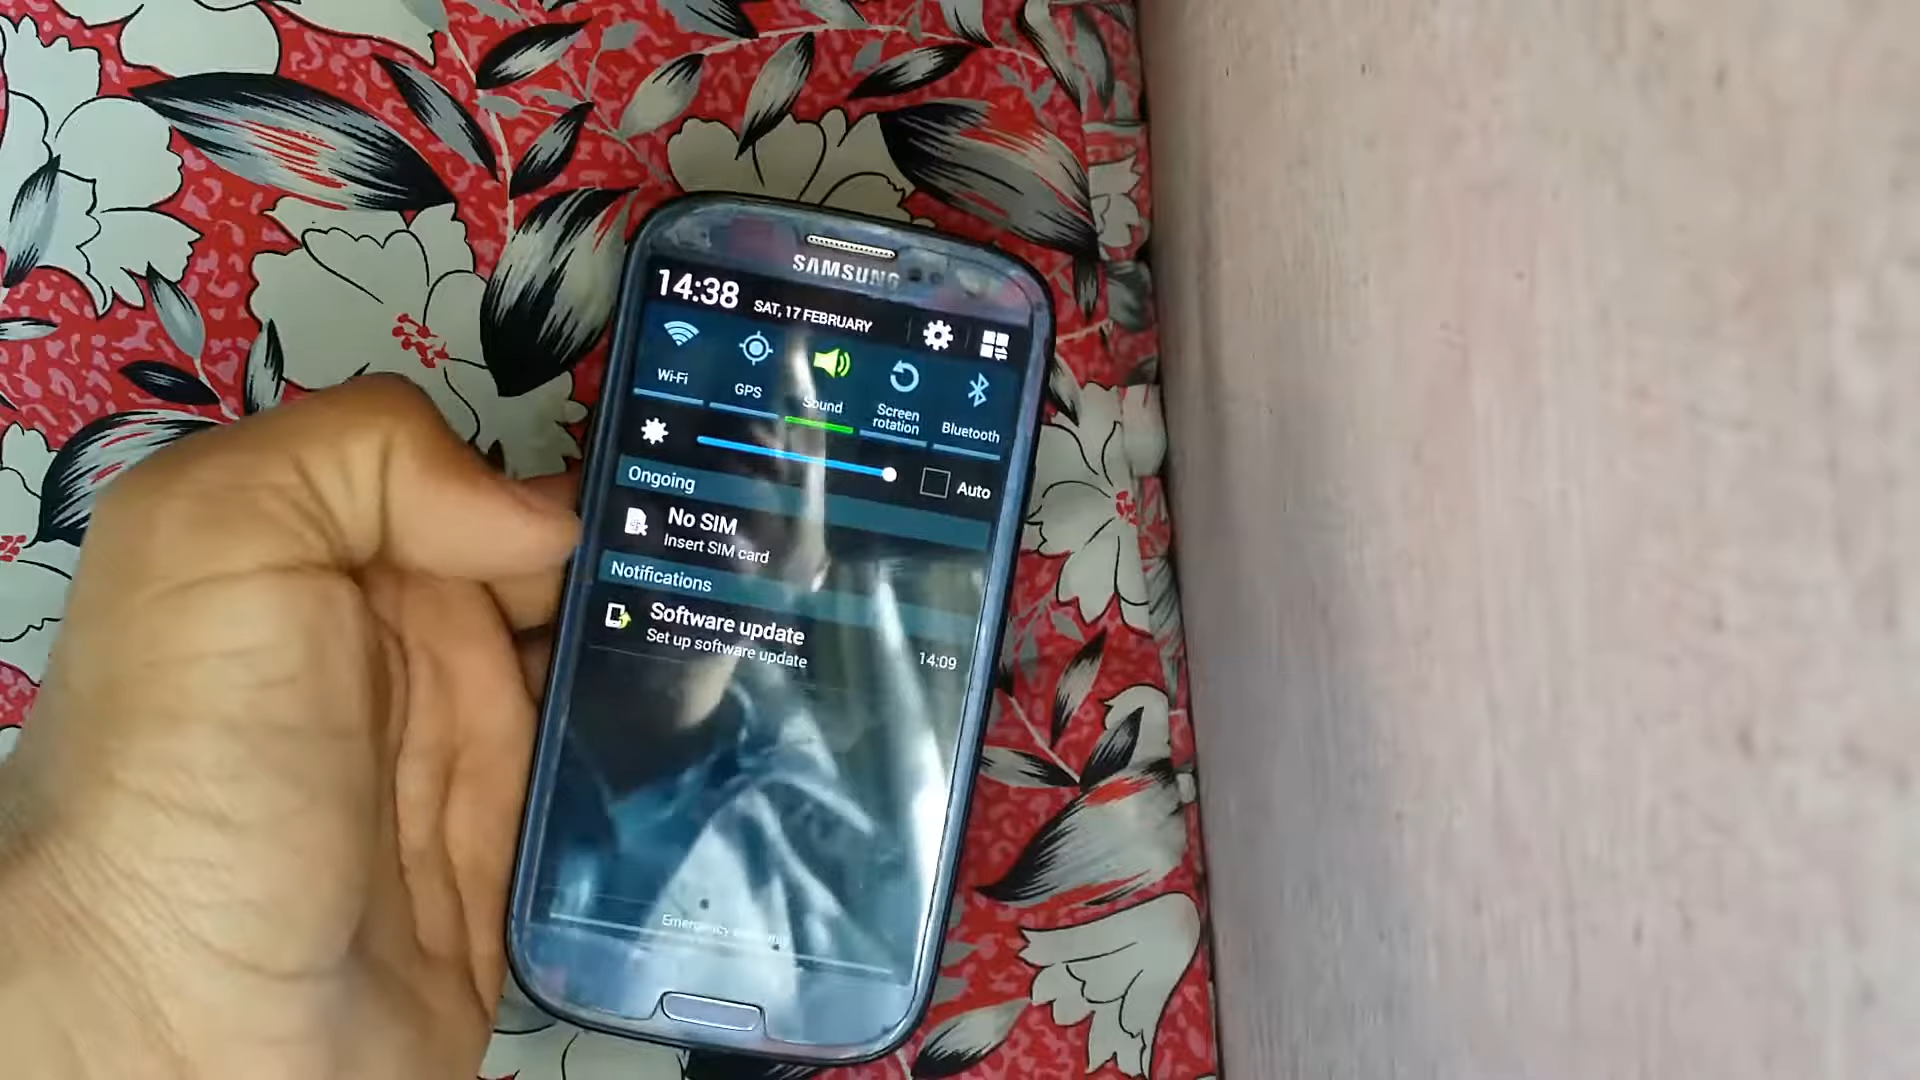 SAMSUNG
14:38 SAT, 17 FEBRUARY
Wi-Fi
GPS
Sound
Screen
rotation
Bluetooth
Auto
Ongoing
No SIM
Insert SIM card
Notifications
Software update
Set up software update 14:09
Emergency